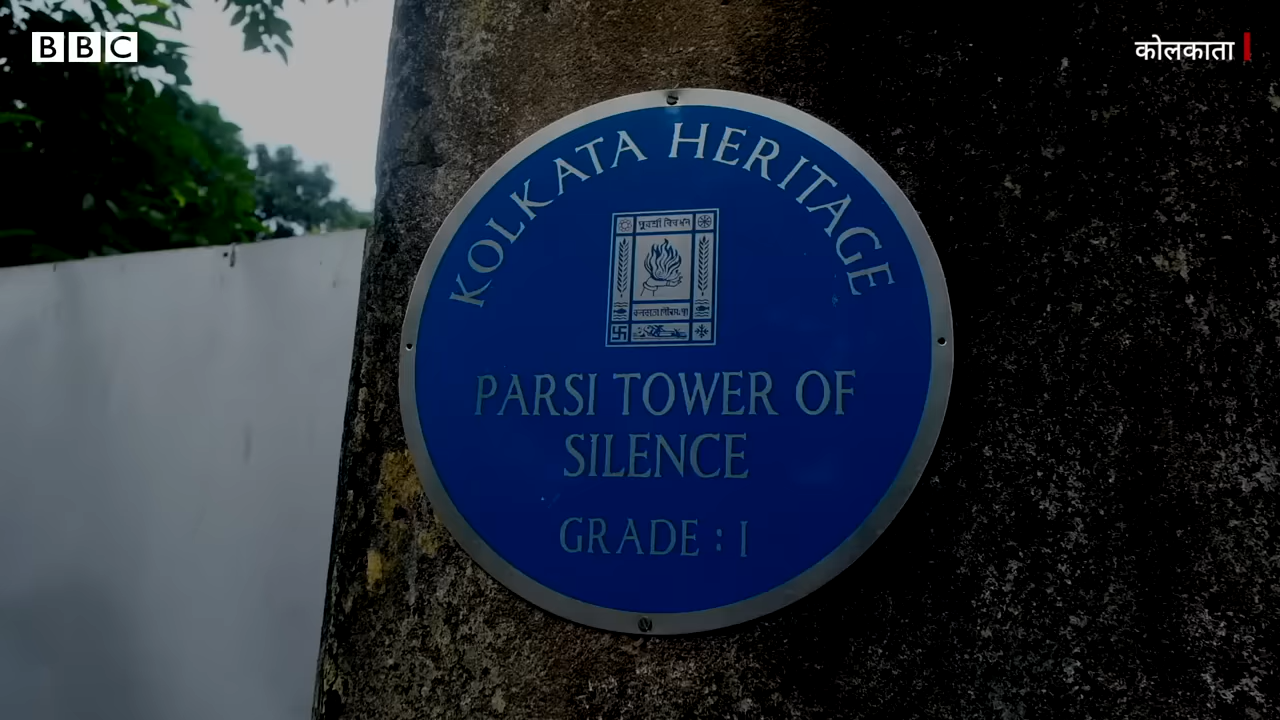 BBC
कोलकाता
KOLKATA HERITAGE
PARSI TOWER OF
SILENCE
GRADE : I